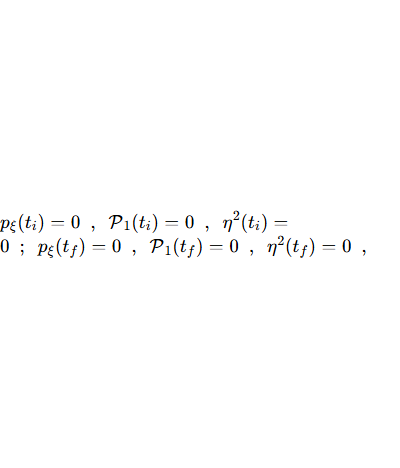 p_ξ(t_i) = 0 , 𝒫_1(t_i) = 0 , η^2(t_i) =
0 ; p_ξ(t_f) = 0 , 𝒫_1(t_f) = 0 , η^2(t_f) = 0 ,